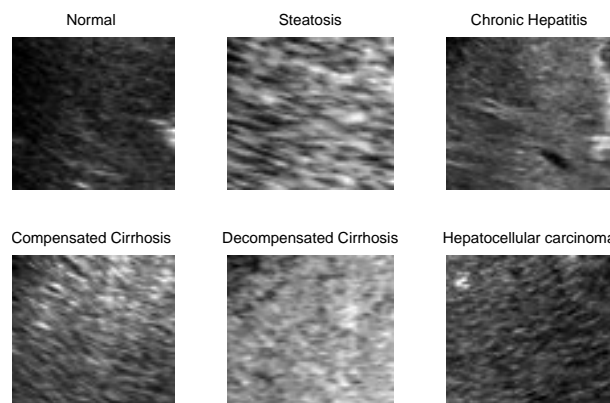 Normal
Steatosis
Chronic Hepatitis
Compensated Cirrhosis
Decompensated Cirrhosis
Hepatocellular carcinoma